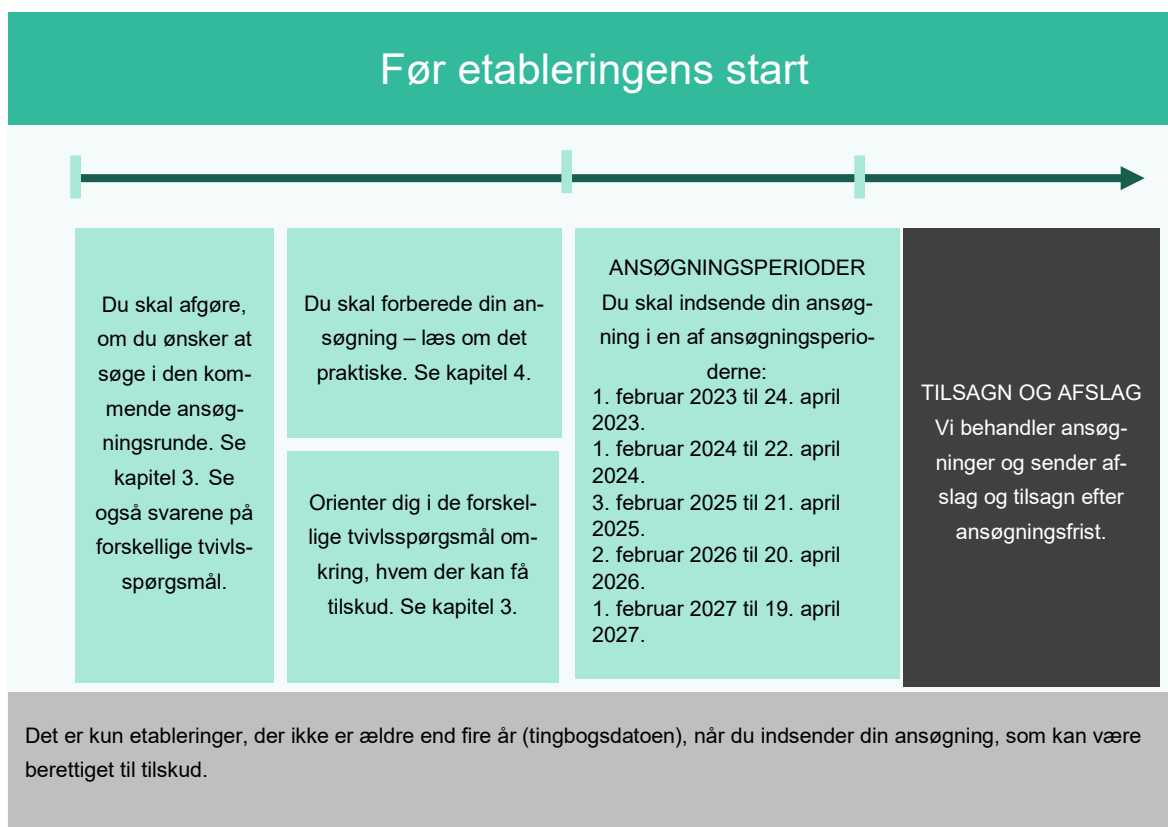 Før etableringens start
Du skal afgøre,
om du ønsker at
søge i den kom-
mende ansøg-
ningsrunde. Se
kapitel 3. Se
også svarene på
forskellige tvivls-
spørgsmål.
Du skal forberede din an-
søgning – læs om det
praktiske. Se kapitel 4.
Orienter dig i de forskel-
lige tvivlsspørgsmål om-
kring, hvem der kan få
tilskud. Se kapitel 3.
ANSØGNINGSPERIODER
Du skal indsende din ansøg-
ning i en af ansøgningsperio-
derne:
1. februar 2023 til 24. april
2023.
1. februar 2024 til 22. april
2024.
3. februar 2025 til 21. april
2025.
2. februar 2026 til 20. april
2026.
1. februar 2027 til 19. april
2027.
TILSAGN OG AFSLAG
Vi behandler ansøg-
ninger og sender af-
slag og tilsagn efter
ansøgningsfrist.
Det er kun etableringer, der ikke er ældre end fire år (tingbogsdatoen), når du indsender din ansøgning, som kan være
berettiget til tilskud.